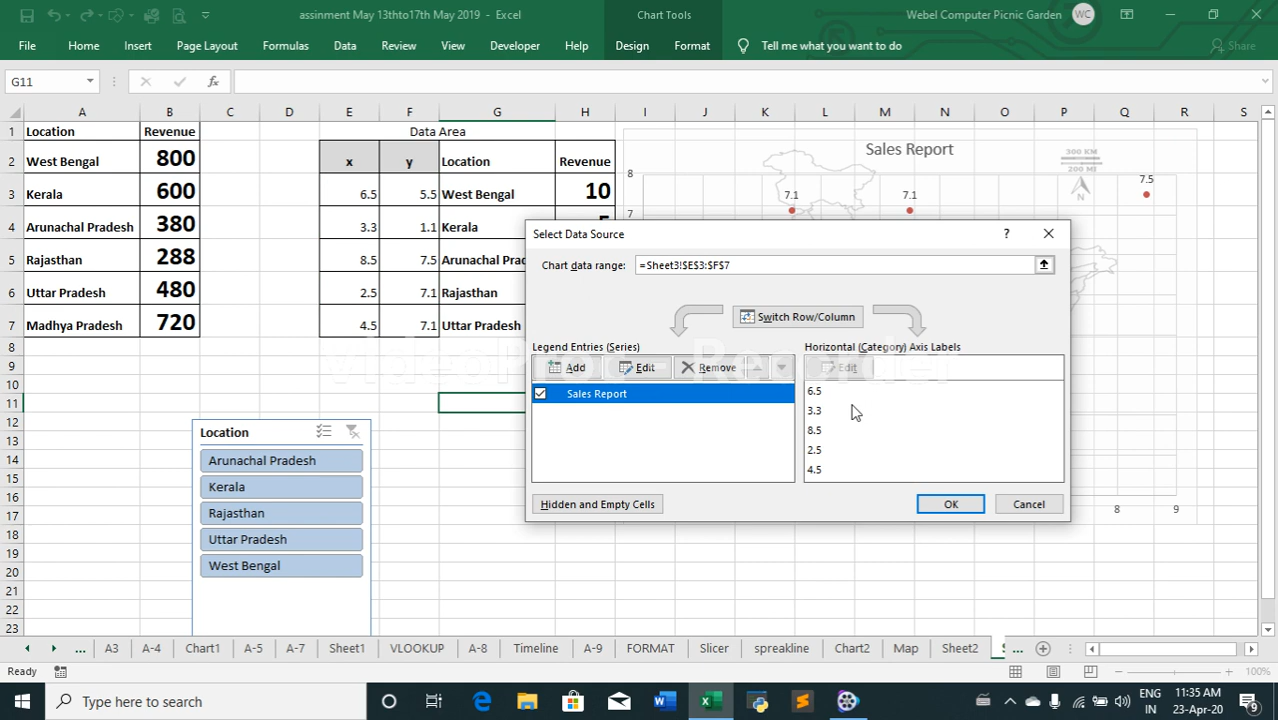 assinment May 13thto17th May 2019 - Excel
Chart Tools
Webel Computer Picnic Garden
WC
File Home Insert Page Layout Formulas Data Review View Developer Help Design Format Tell me what you want to do Share
G11
fx
A B C D E F G H I J K L M N O P Q R S
1 Location Revenue Data Area
2 West Bengal 800 x y Location Revenue
3 Kerala 600 6.5 5.5 West Bengal 10
4 Arunachal Pradesh 380 3.3 1.1 Kerala
5 Rajasthan 288 8.5 7.5 Arunachal Prad
6 Uttar Pradesh 480 2.5 7.1 Rajasthan
7 Madhya Pradesh 720 4.5 7.1 Uttar Pradesh
8
9
10
11
12
13
14
15
16
17
18
19
20
21
22
23
Sales Report
300 KM
200 MI
N
8
7.1 7.1 7.5
7
8 9
Select Data Source
?
Chart data range: =Sheet3!$E$3:$F$7
Switch Row/Column
Legend Entries (Series)
Horizontal (Category) Axis Labels
Add Edit Remove
Edit
Sales Report
6.5
3.3
8.5
2.5
4.5
Hidden and Empty Cells
OK Cancel
videoProc Recorder
Location
Arunachal Pradesh
Kerala
Rajasthan
Uttar Pradesh
West Bengal
... A3 A-4 Chart1 A-5 A-7 Sheet1 VLOOKUP A-8 Timeline A-9 FORMAT Slicer spreakline Chart2 Map Sheet2 S ...
Ready
100%
Type here to search
ENG
IN
11:35 AM
23-Apr-20
9